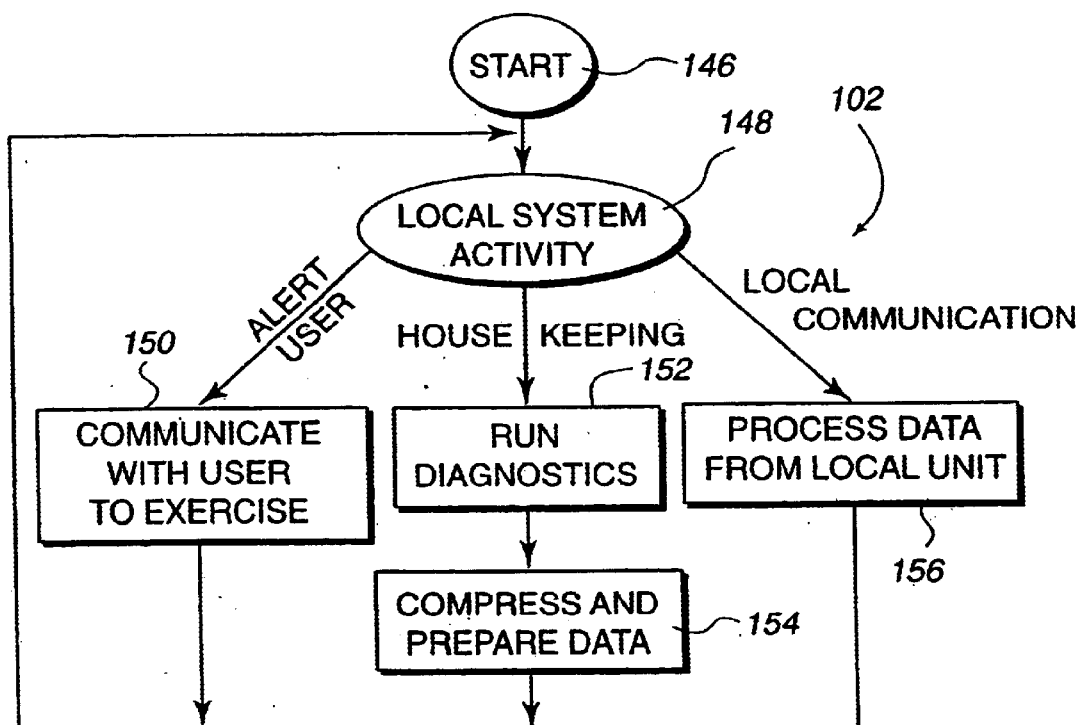 START
146
102
148
LOCAL SYSTEM
ACTIVITY
ALERT
USER
HOUSE KEEPING
LOCAL
COMMUNICATION
150
152
COMMUNICATE
WITH USER
TO EXERCISE
RUN
DIAGNOSTICS
PROCESS DATA
FROM LOCAL UNIT
156
COMPRESS AND
PREPARE DATA
154